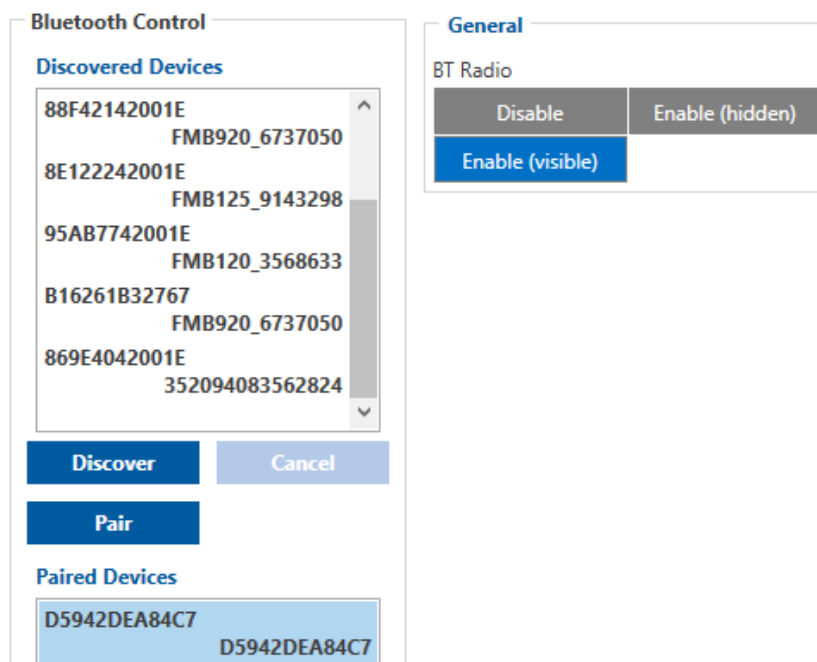 Bluetooth Control
Discovered Devices
88F42142001E
FMB920_6737050
8E122242001E
FMB125_9143298
95AB7742001E
FMB120_3568633
B16261B32767
FMB920_6737050
869E4042001E
352094083562824
Discover
Cancel
Pair
Paired Devices
D5942DEA84C7
D5942DEA84C7
General
BT Radio
Disable
Enable (hidden)
Enable (visible)